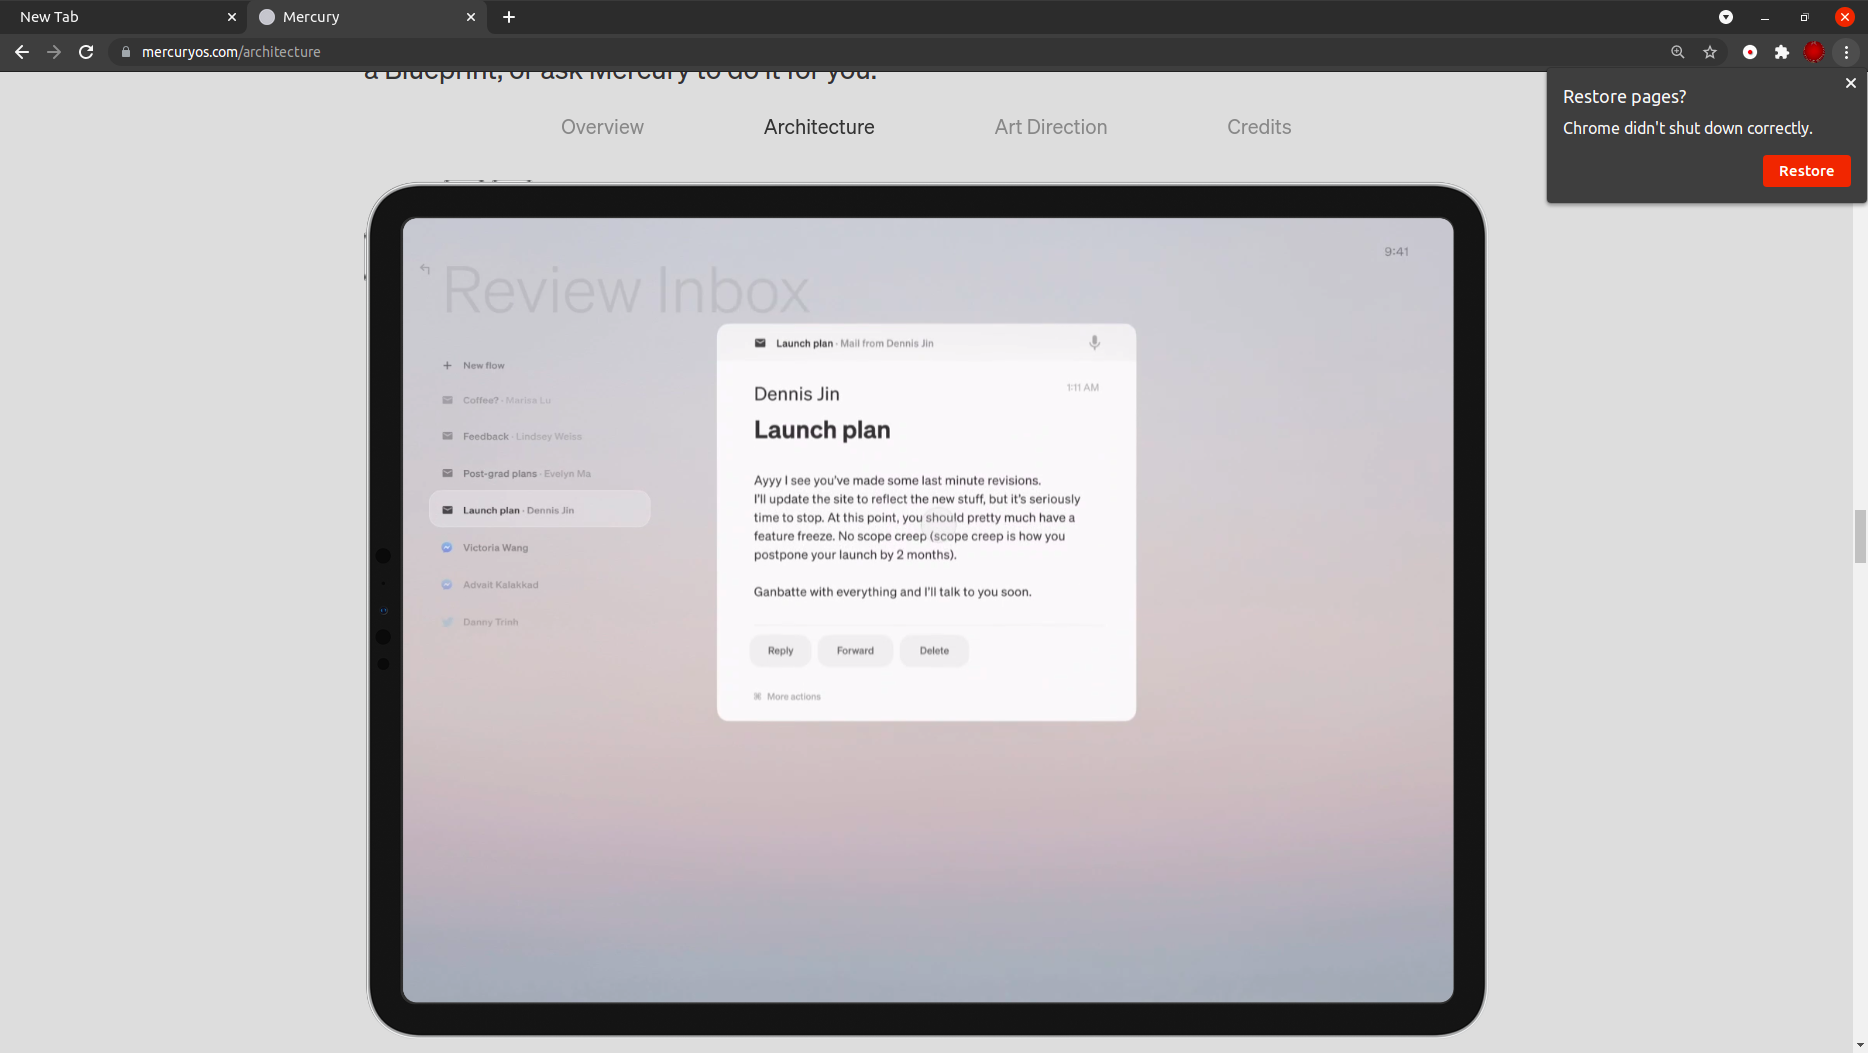 New Tab
Mercury
mercuryos.com/architecture
a Blueprint, or ask Mercury to do it for you.
Restore pages?
Chrome didn't shut down correctly.
Restore
Overview
Architecture
Art Direction
Credits
9:41
Review Inbox
New flow
Coffee? · Marisa Lu
Feedback · Lindsey Weiss
Post-grad plans · Evelyn Ma
Launch plan · Dennis Jin
Victoria Wang
Advait Kalakkad
Danny Trinh
Launch plan · Mail from Dennis Jin
Dennis Jin
1:11 AM
Launch plan
Ayyy I see you've made some last minute revisions.
I'll update the site to reflect the new stuff, but it's seriously
time to stop. At this point, you should pretty much have a
feature freeze. No scope creep (scope creep is how you
postpone your launch by 2 months).
Ganbatte with everything and I'll talk to you soon.
Reply
Forward
Delete
⌘ More actions